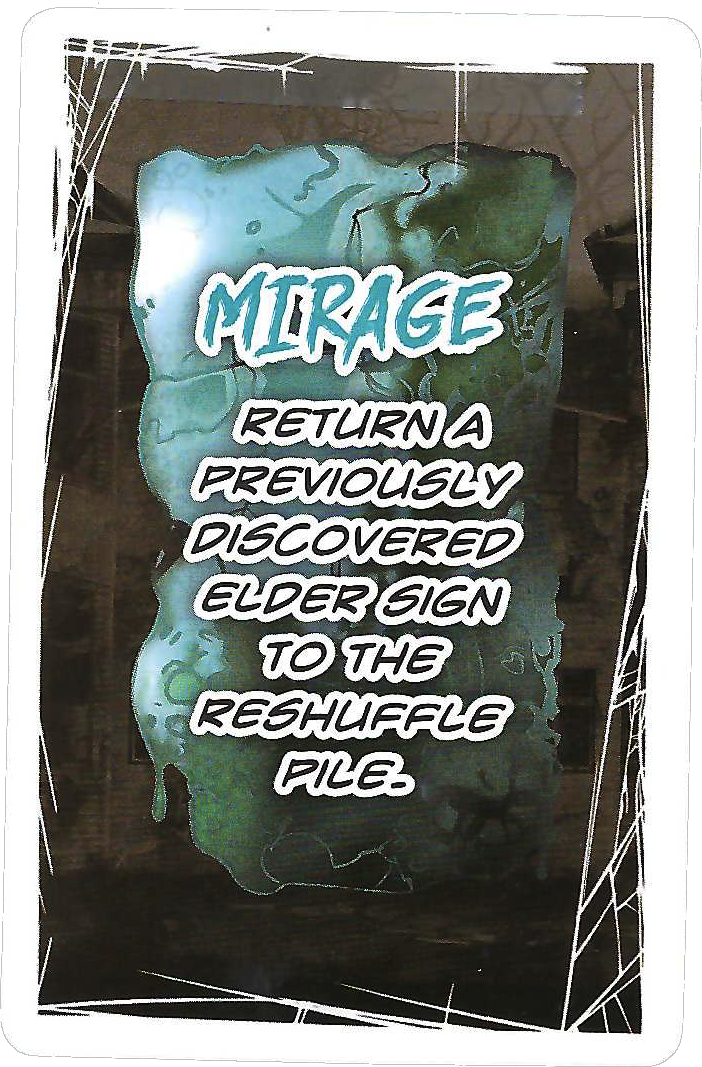 MIRAGE
RETURN A
PREVIOUSLY
DISCOVERED
ELDER SIGN
TO THE
RESHUFFLE
PILE.